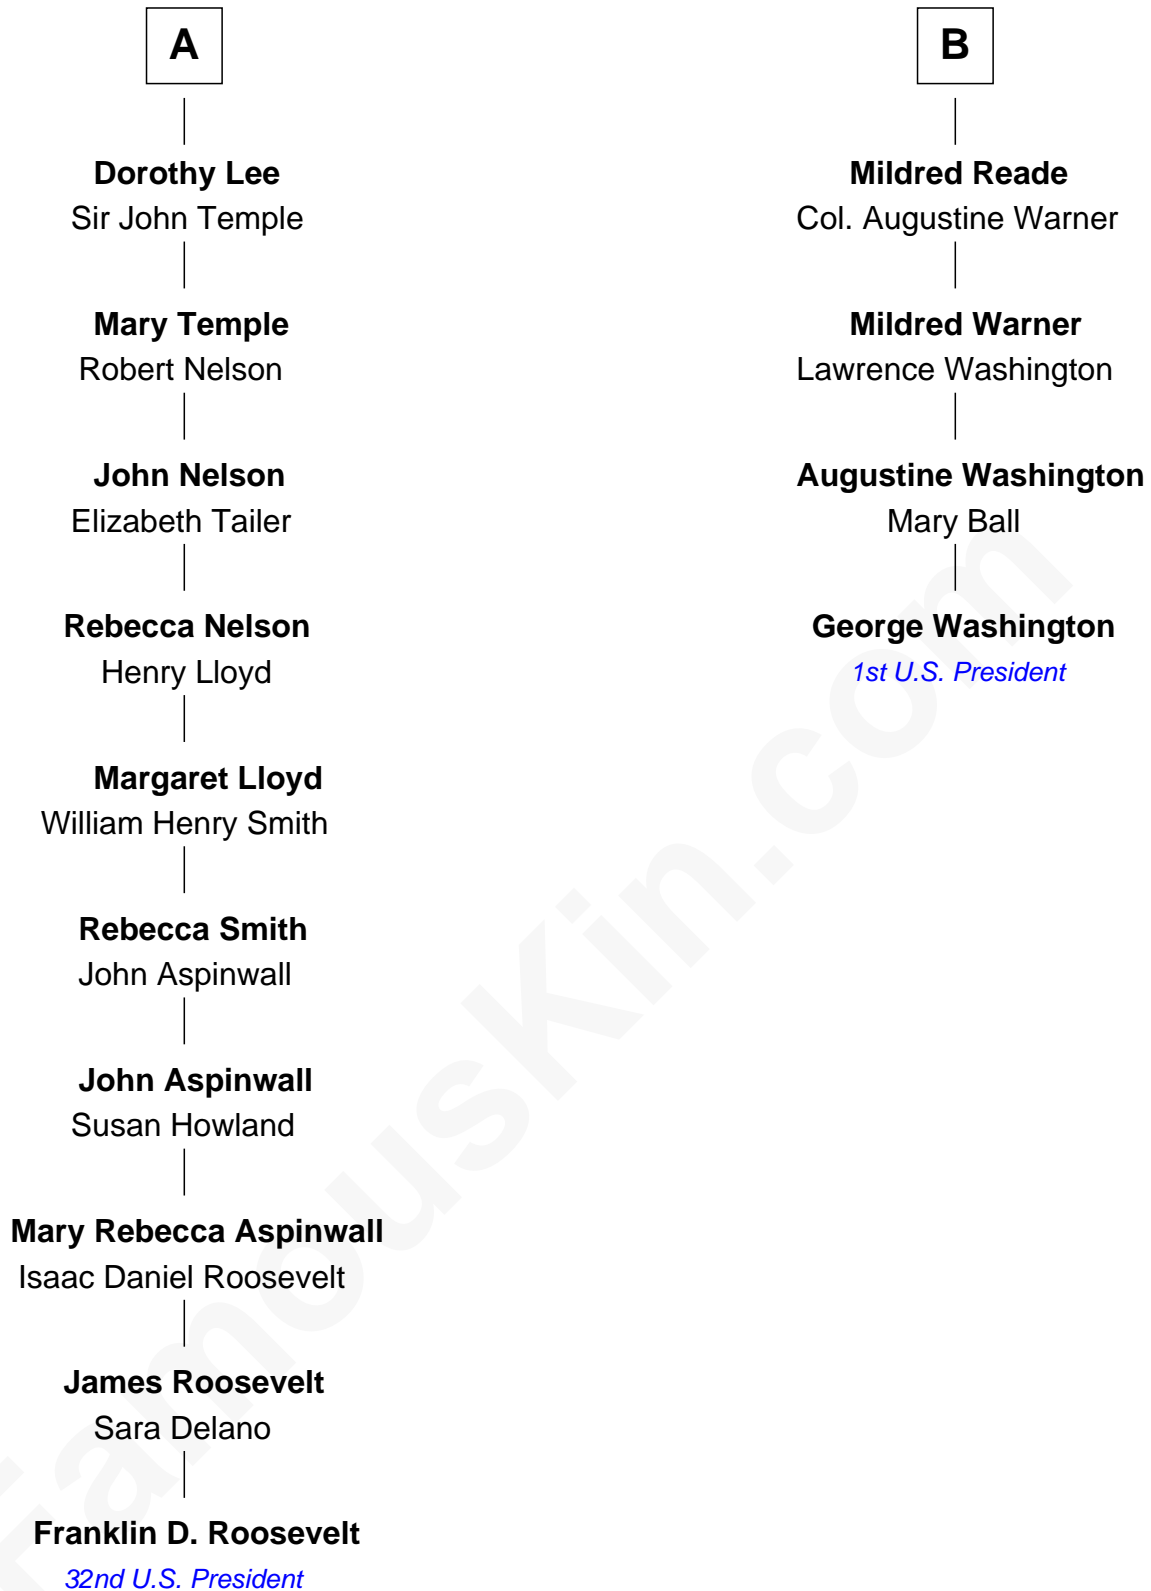 A
Dorothy Lee
Sir John Temple
Mary Temple
Robert Nelson
John Nelson
Elizabeth Tailer
Rebecca Nelson
Henry Lloyd
Margaret Lloyd
William Henry Smith
Rebecca Smith
John Aspinwall
John Aspinwall
Susan Howland
Mary Rebecca Aspinwall
Isaac Daniel Roosevelt
James Roosevelt
Sara Delano
Franklin D. Roosevelt
32nd U.S. President
B
Mildred Reade
Col. Augustine Warner
Mildred Warner
Lawrence Washington
Augustine Washington
Mary Ball
George Washington
1st U.S. President
FamousKin.com